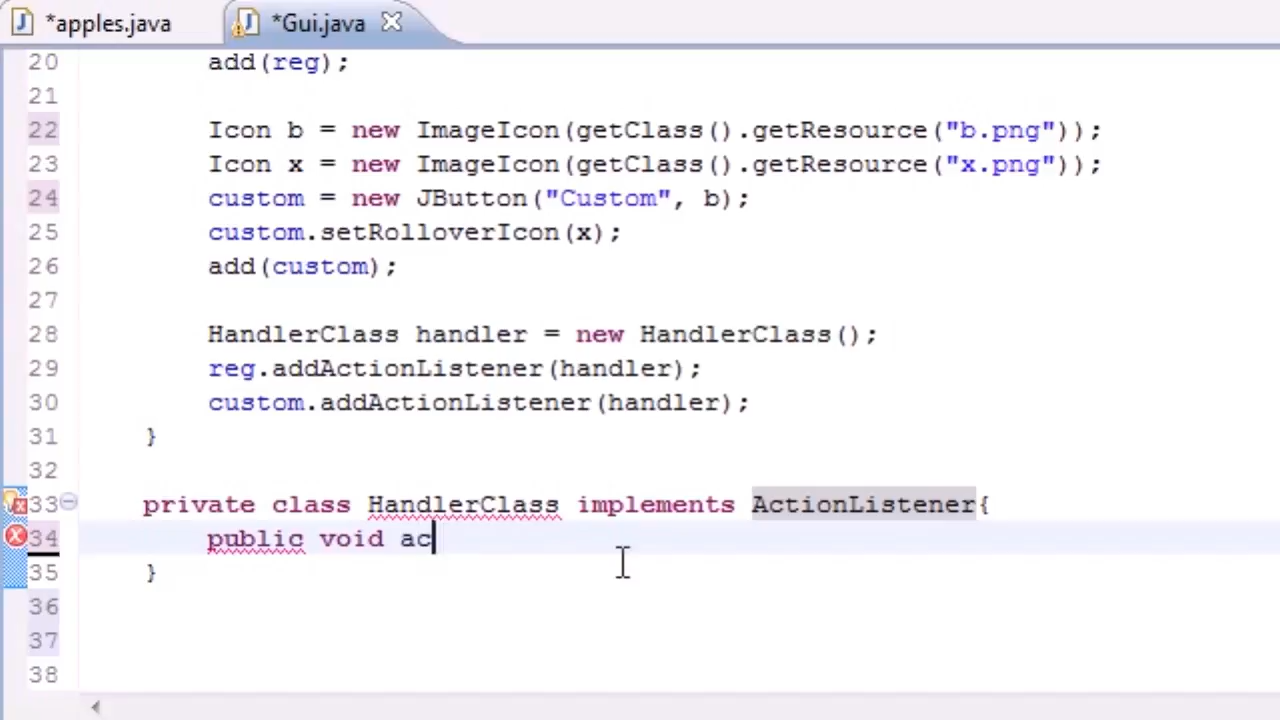 *apples.java
*Gui.java
20 add(reg);
21
22 Icon b = new ImageIcon(getClass().getResource("b.png"));
23 Icon x = new ImageIcon(getClass().getResource("x.png"));
24 custom = new JButton("Custom", b);
25 custom.setRolloverIcon(x);
26 add(custom);
27
28 HandlerClass handler = new HandlerClass();
29 reg.addActionListener(handler);
30 custom.addActionListener(handler);
31 }
32
33 private class HandlerClass implements ActionListener{
34 public void ac
35 }
36
37
38